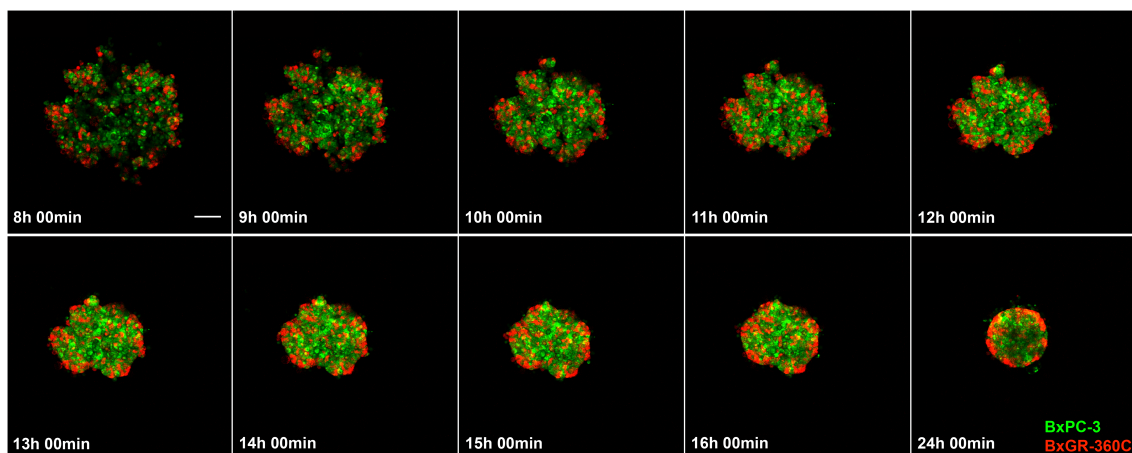 8h 00min
9h 00min
10h 00min
11h 00min
12h 00min
13h 00min
14h 00min
15h 00min
16h 00min
24h 00min
BxPC-3
BxGR-360C